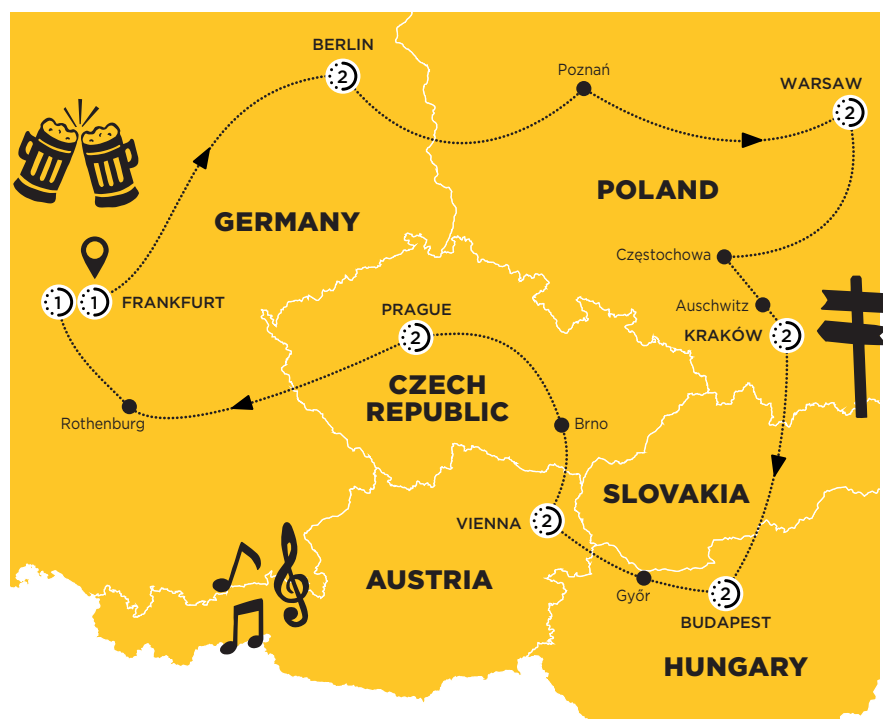 BERLIN
2
Poznań
WARSAW
2
POLAND
GERMANY
Częstochowa
1
1
FRANKFURT
Auschwitz
PRAGUE
2
KRAKÓW
2
CZECH
REPUBLIC
Rothenburg
Brno
SLOVAKIA
VIENNA
2
AUSTRIA
Győr
2
BUDAPEST
HUNGARY